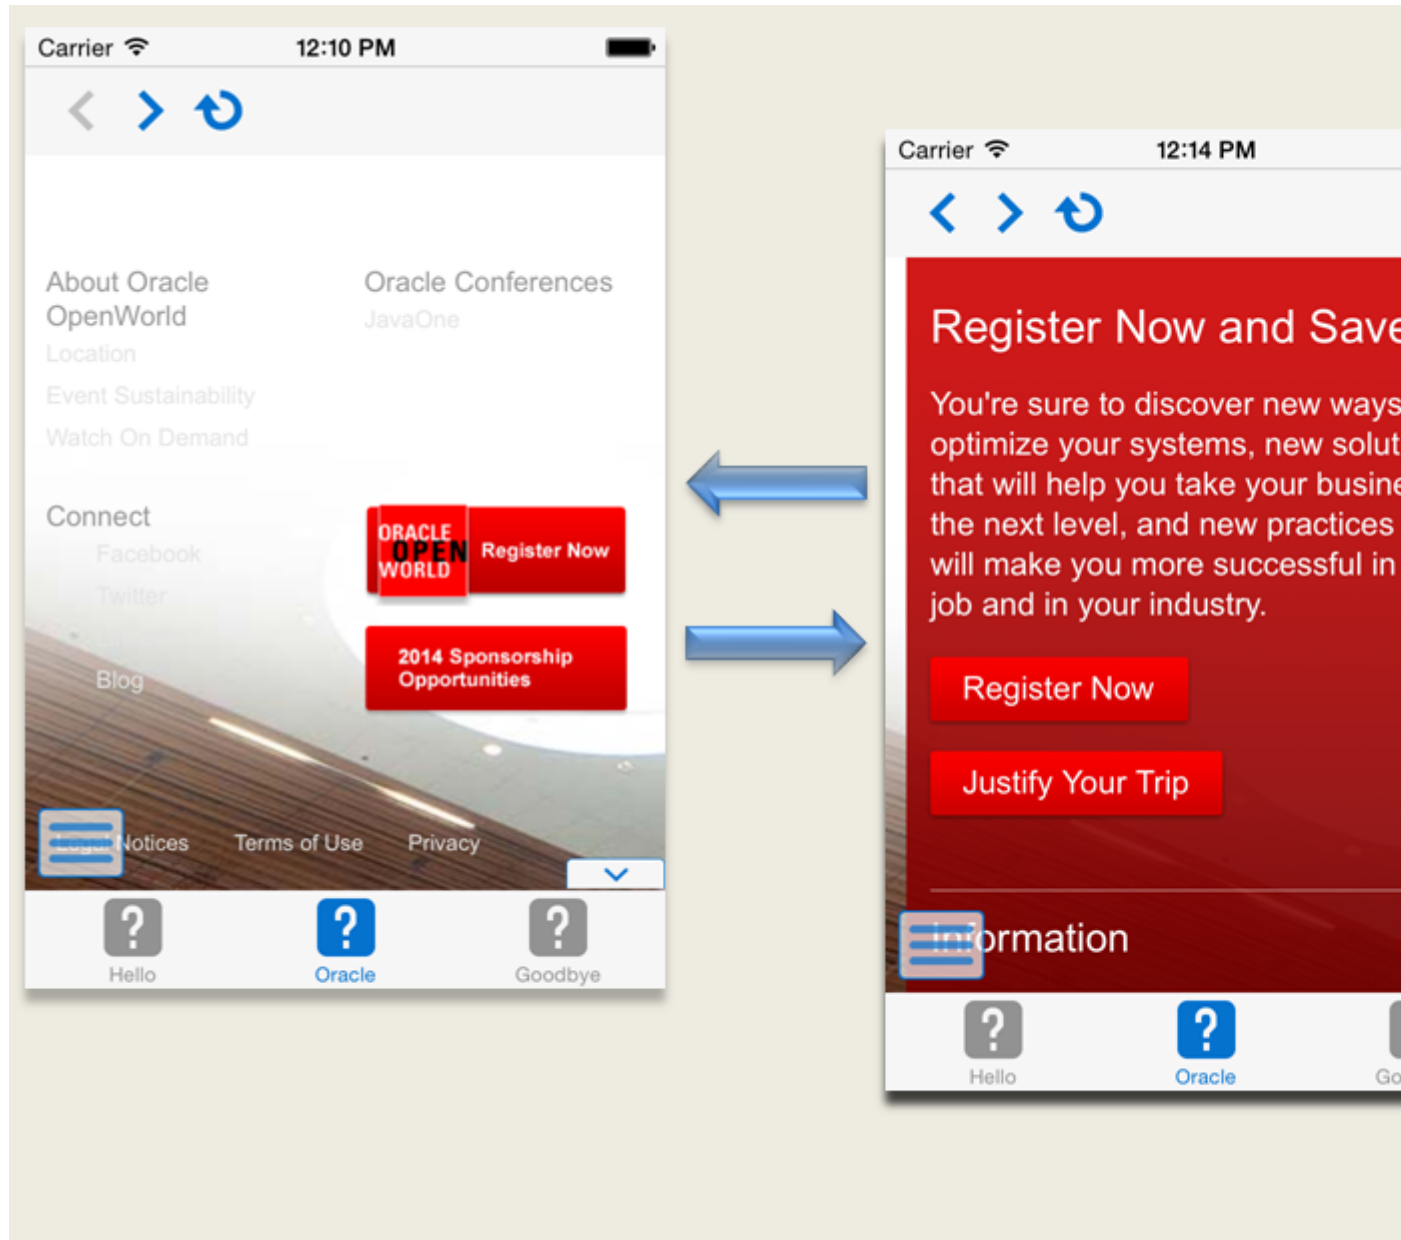 Carrier
12:10 PM
About Oracle
OpenWorld
Location
Event Sustainability
Watch On Demand
Oracle Conferences
JavaOne
Connect
Facebook
Twitter
Blog
ORACLE
OPEN
WORLD
Register Now
2014 Sponsorship
Opportunities
Legal Notices
Terms of Use
Privacy
?
Hello
?
Oracle
?
Goodbye
Carrier
12:14 PM
Register Now and Save
You're sure to discover new ways
optimize your systems, new solut
that will help you take your busine
the next level, and new practices
will make you more successful in
job and in your industry.
Register Now
Justify Your Trip
Information
?
Hello
?
Oracle
Go